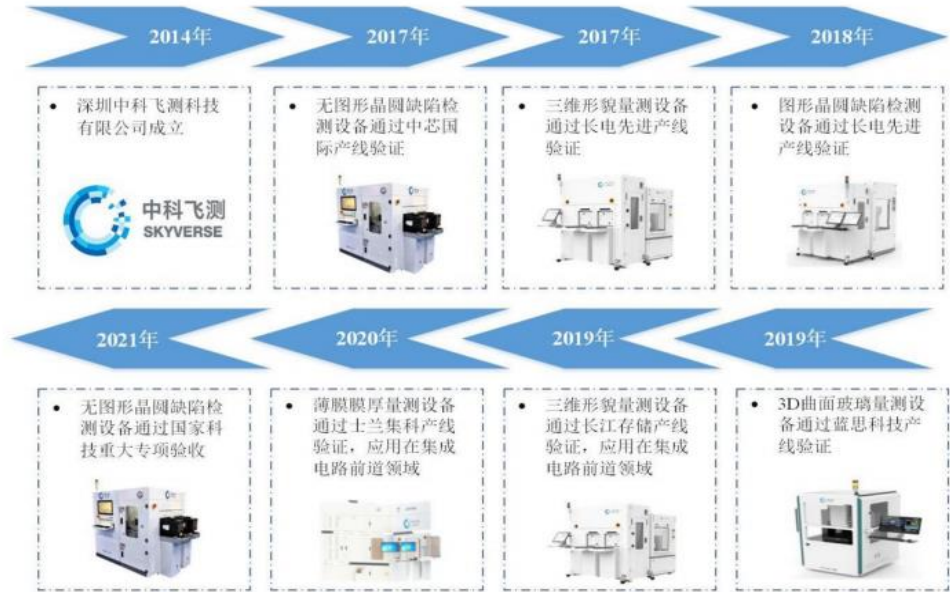 2014年
2017年
2017年
2018年
• 深圳中科飞测科技
有限公司成立
中科飞测
SKYVERSE
• 无图形晶圆缺陷检
测设备通过中芯国
际产线验证
• 三维形貌量测设备
通过长电先进产线
验证
• 图形晶圆缺陷检测
设备通过长电先进
产线验证
2021年
2020年
2019年
2019年
• 无图形晶圆缺陷检
测设备通过国家科
技重大专项验收
• 薄膜膜厚量测设备
通过士兰集科产线
验证，应用在集成
电路前道领域
• 三维形貌量测设备
通过长江存储产线
验证，应用在集成
电路前道领域
• 3D曲面玻璃量测设
备通过蓝思科技产
线验证